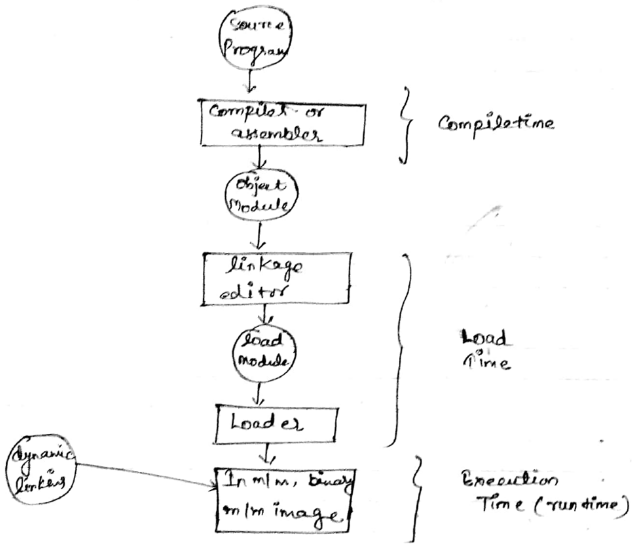 Source
Program
Compiler or
assembler
Compiletime
Object
Module
linkage
editor
load
module
Load
Time
Loader
dynamic
linking
In m/m, binary
m/m image
Execution
Time (runtime)